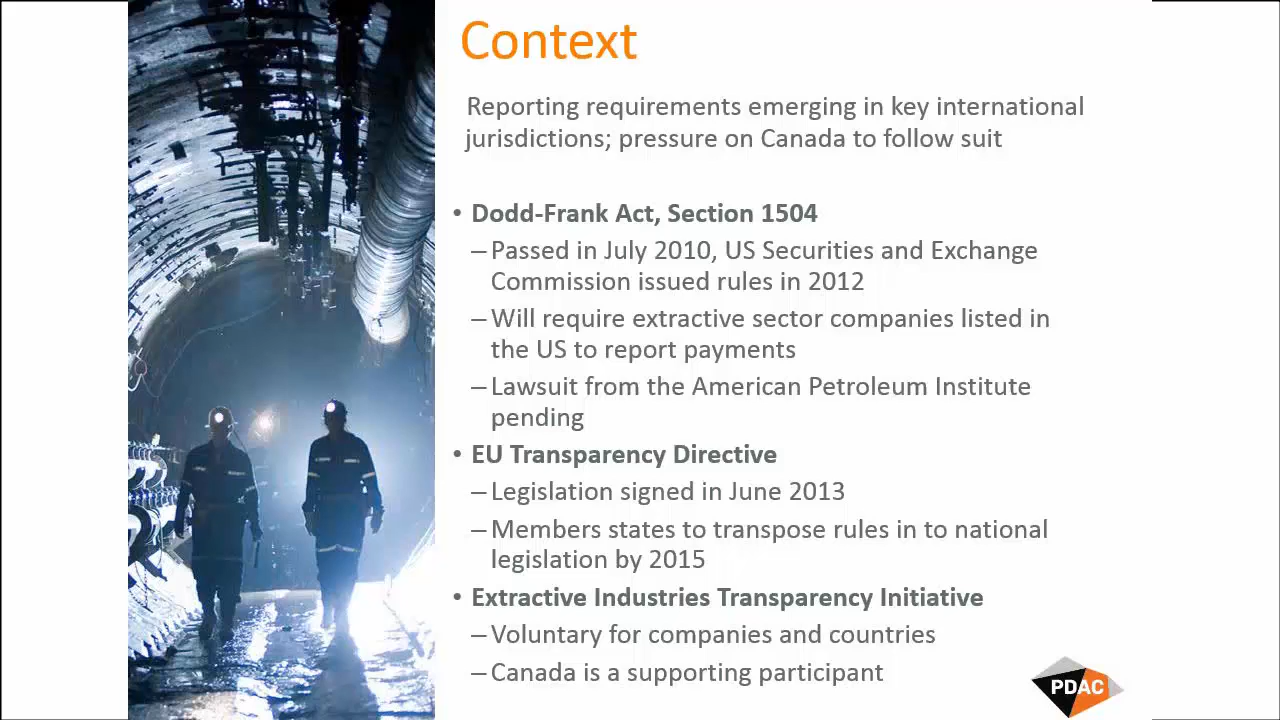 Context
Reporting requirements emerging in key international
jurisdictions; pressure on Canada to follow suit
• Dodd-Frank Act, Section 1504
–Passed in July 2010, US Securities and Exchange
Commission issued rules in 2012
–Will require extractive sector companies listed in
the US to report payments
–Lawsuit from the American Petroleum Institute
pending
• EU Transparency Directive
–Legislation signed in June 2013
–Members states to transpose rules in to national
legislation by 2015
• Extractive Industries Transparency Initiative
–Voluntary for companies and countries
–Canada is a supporting participant
PDAC